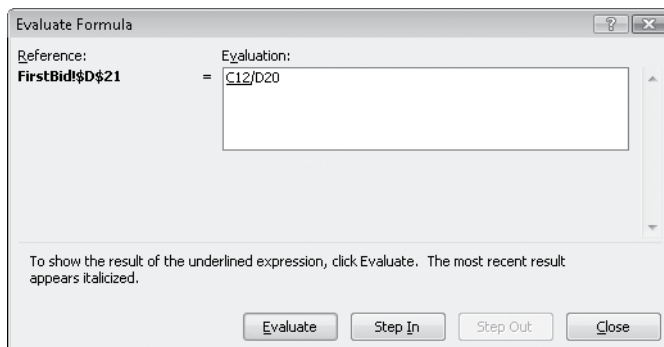 Evaluate Formula
Reference:
Evaluation:
FirstBid!$D$21 = C12/D20
To show the result of the underlined expression, click Evaluate. The most recent result
appears italicized.
Evaluate Step In Step Out Close